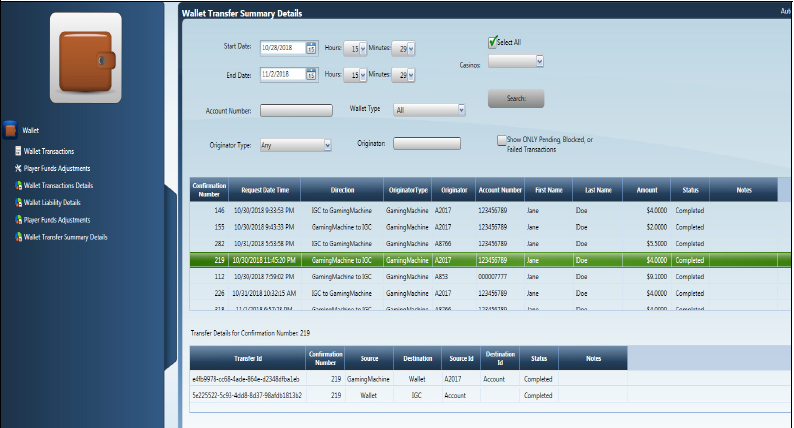 Wallet Transfer Summary Details
Aut
Start Date: 10/28/2018 15 Hours: 15 Minutes: 29
Select All
Casinos:
End Date: 11/2/2018 15 Hours: 15 Minutes: 29
Search:
Account Number: Wallet Type All
Originator Type: Any Originator:
Show ONLY Pending, Blocked, or
Failed Transactions
Wallet
Wallet Transactions
Player Funds Adjustments
Wallet Transactions Details
Wallet Liability Details
Player Funds Adjustments
Wallet Transfer Summary Details
Confirmation Number Request Date Time Direction OriginatorType Originator Account Number First Name Last Name Amount Status Notes
146 10/30/2018 9:33:53 PM IGC to GamingMachine GamingMachine A2017 123456789 Jane Doe $4.0000 Completed
155 10/30/2018 9:43:33 PM GamingMachine to IGC GamingMachine A2017 123456789 Jane Doe $2.0000 Completed
282 10/31/2018 5:53:58 PM IGC to GamingMachine GamingMachine A8766 123456789 Jane Doe $5.5000 Completed
219 10/30/2018 11:45:20 PM GamingMachine to IGC GamingMachine A2017 123456789 Jane Doe $4.0000 Completed
112 10/30/2018 7:59:02 PM GamingMachine to IGC GamingMachine A853 000007777 Jane Doe $9.1000 Completed
226 10/31/2018 10:32:15 AM IGC to GamingMachine GamingMachine A2017 123456789 Jane Doe $4.0000 Completed
GamingMachine to IGC GamingMachine A8766 123456789 Jane Doe $4.0000 Completed
Transfer Details for Confirmation Number: 219
Transfer Id Confirmation Number Source Destination Source Id Destination Id Status Notes
e4fb9978-cc68-4ade-864e-d2348dfba1eb 219 GamingMachine Wallet A2017 Account Completed
5e225522-5c93-4dd8-8d37-98afdb1813b2 219 Wallet IGC Account Completed